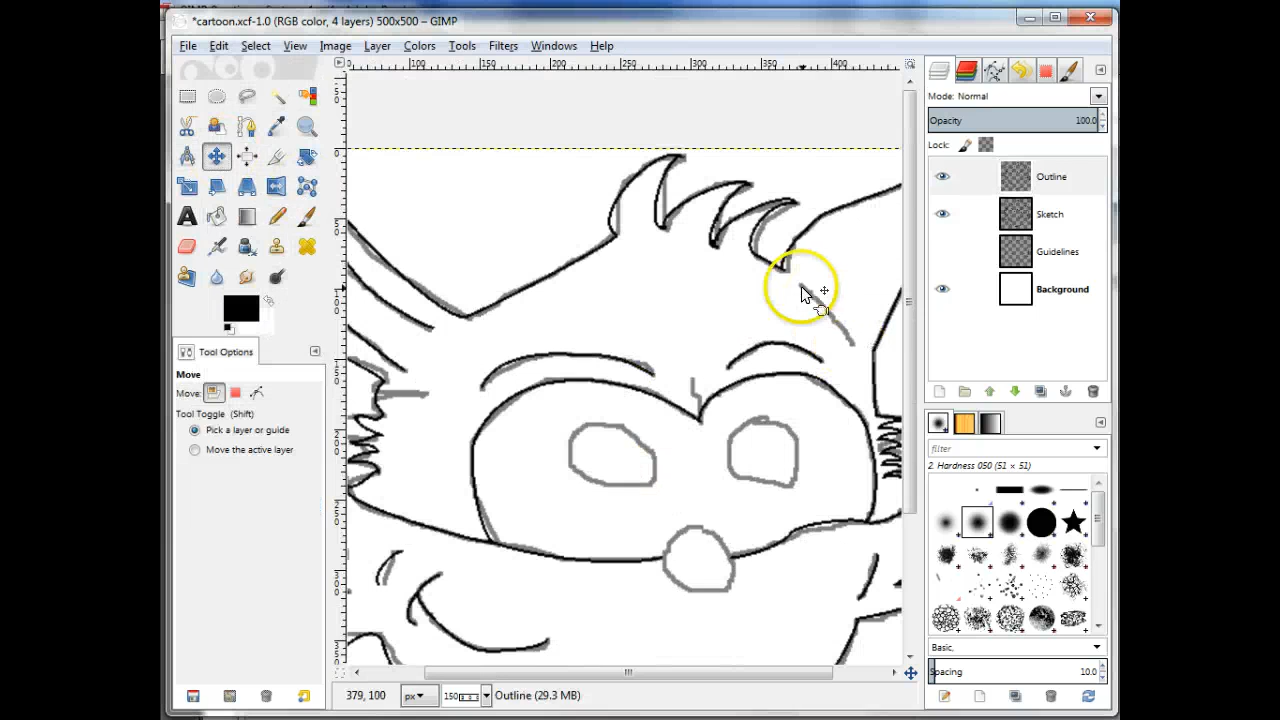 *cartoon.xcf-1.0 (RGB color, 4 layers) 500x500 – GIMP
File Edit Select View Image Layer Colors Tools Filters Windows Help
100 150 200 250 300 350 400
Mode: Normal
Opacity 100.0
Lock:
Outline
Sketch
Guidelines
Background
Tool Options
Move
Move:
Tool Toggle (Shift)
Pick a layer or guide
Move the active layer
filter
2. Hardness 050 (51 × 51)
Basic,
Spacing 10.0
379, 100 px 150 Outline (29.3 MB)